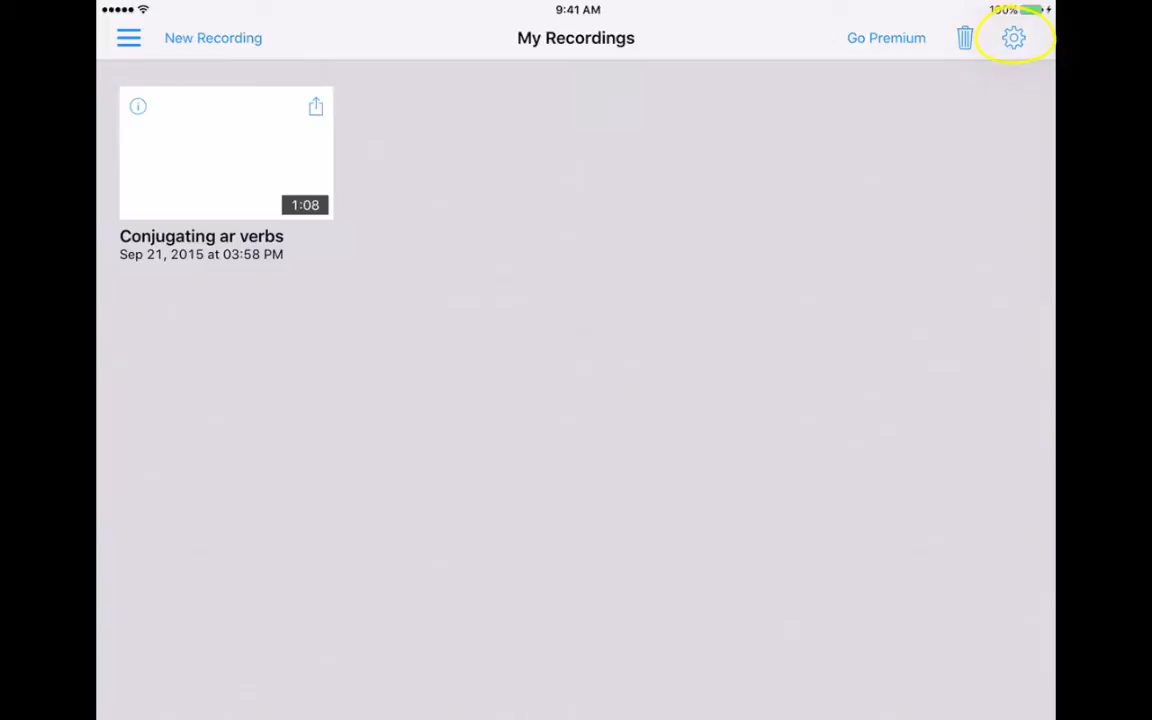 9:41 AM
100%
New Recording
My Recordings
Go Premium
1:08
Conjugating ar verbs
Sep 21, 2015 at 03:58 PM